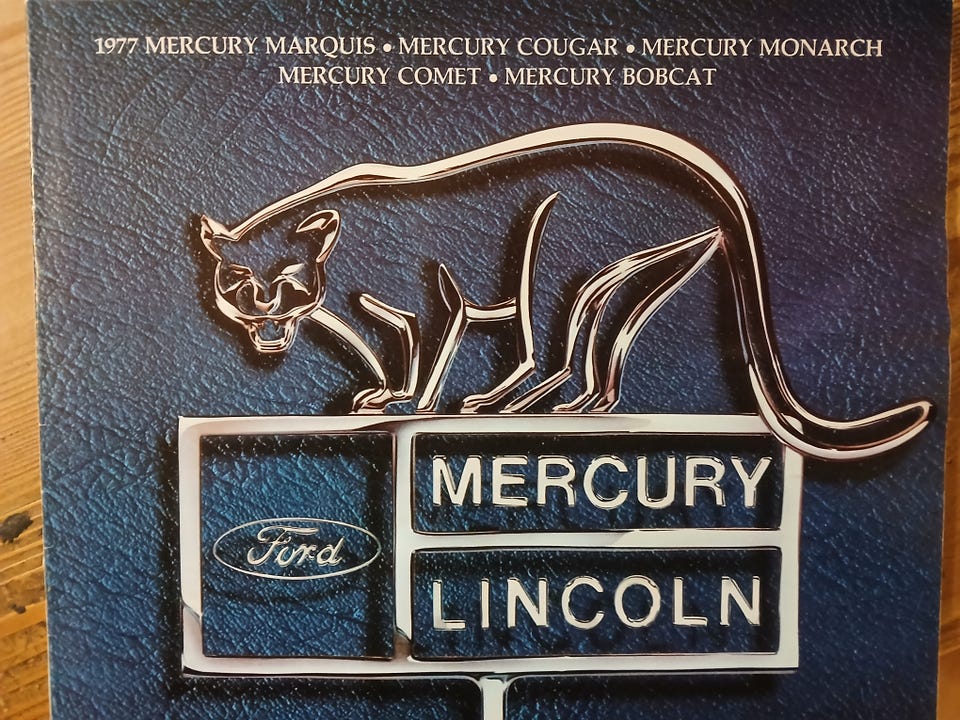 1977 MERCURY MARQUIS • MERCURY COUGAR • MERCURY MONARCH
MERCURY COMET • MERCURY BOBCAT
MERCURY
Ford
LINCOLN